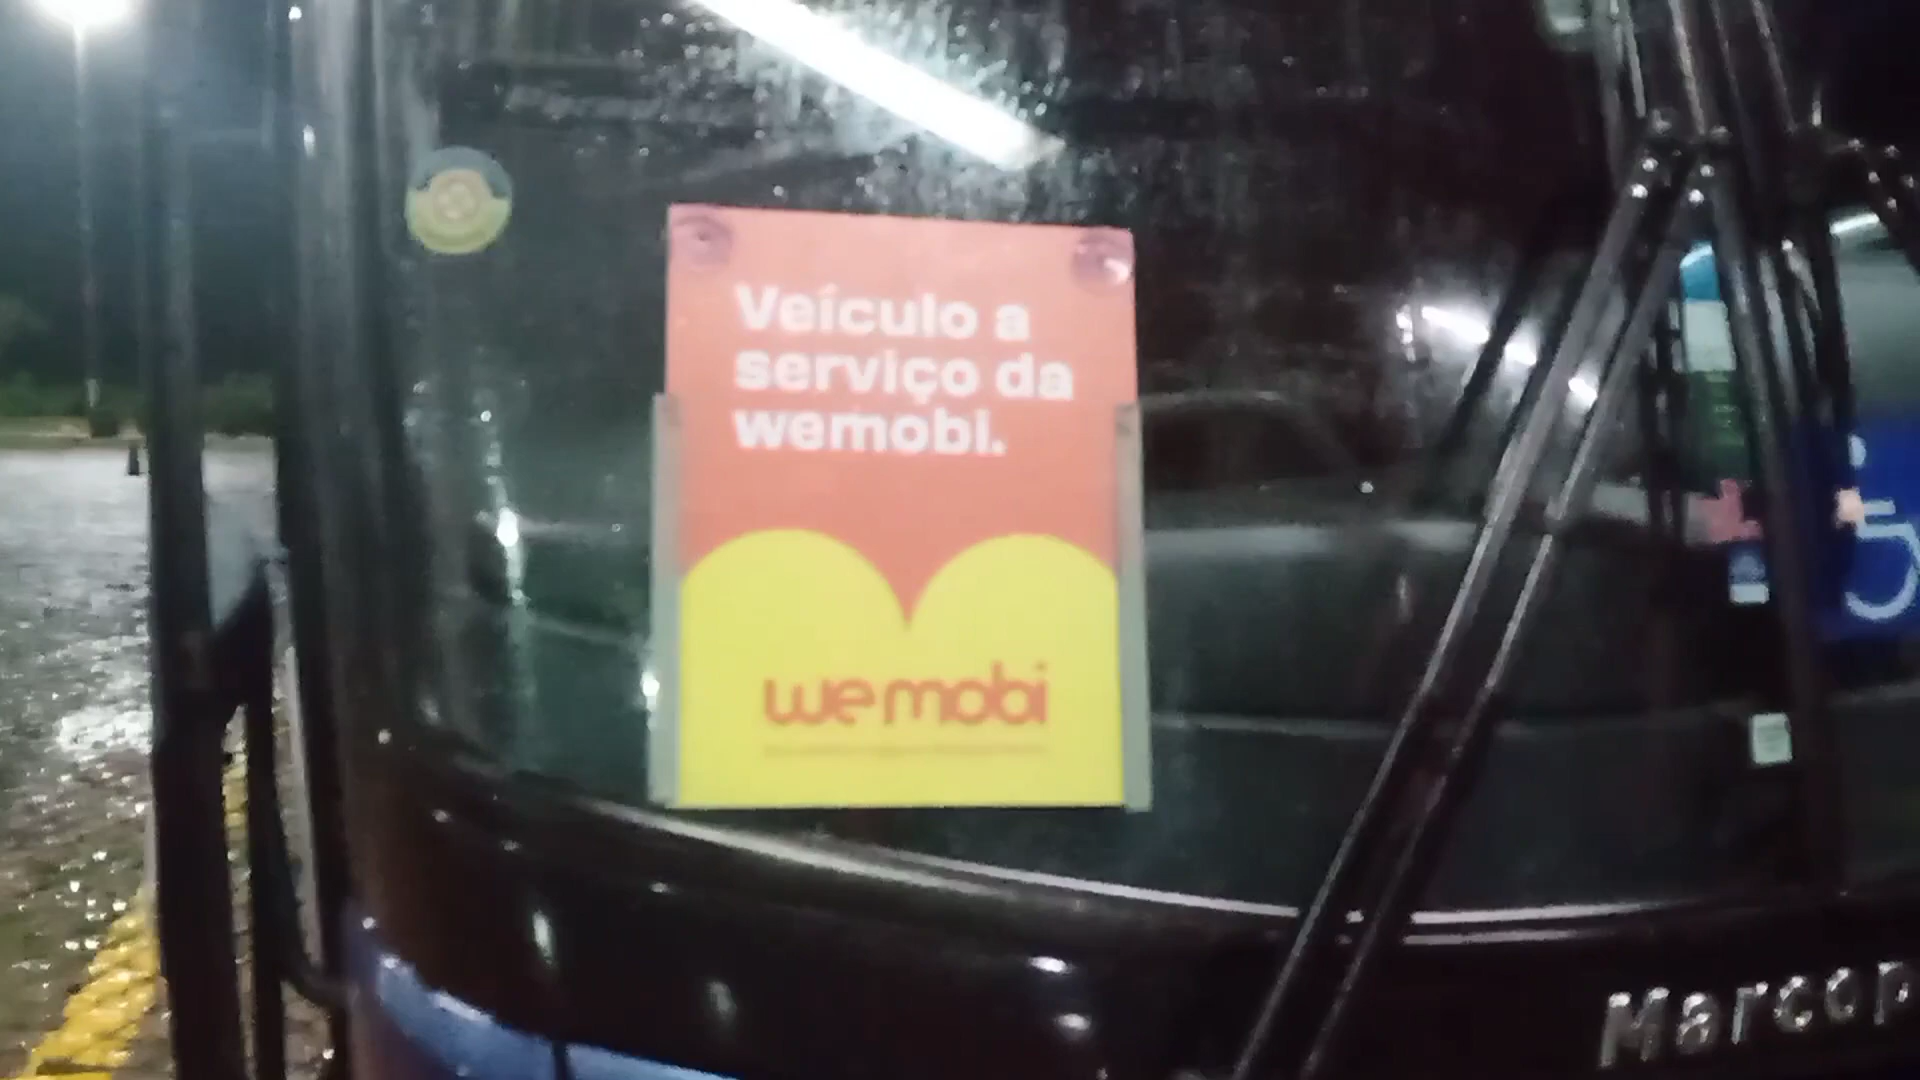 Veículo a
serviço da
wemobi.
wemobi
Marcop